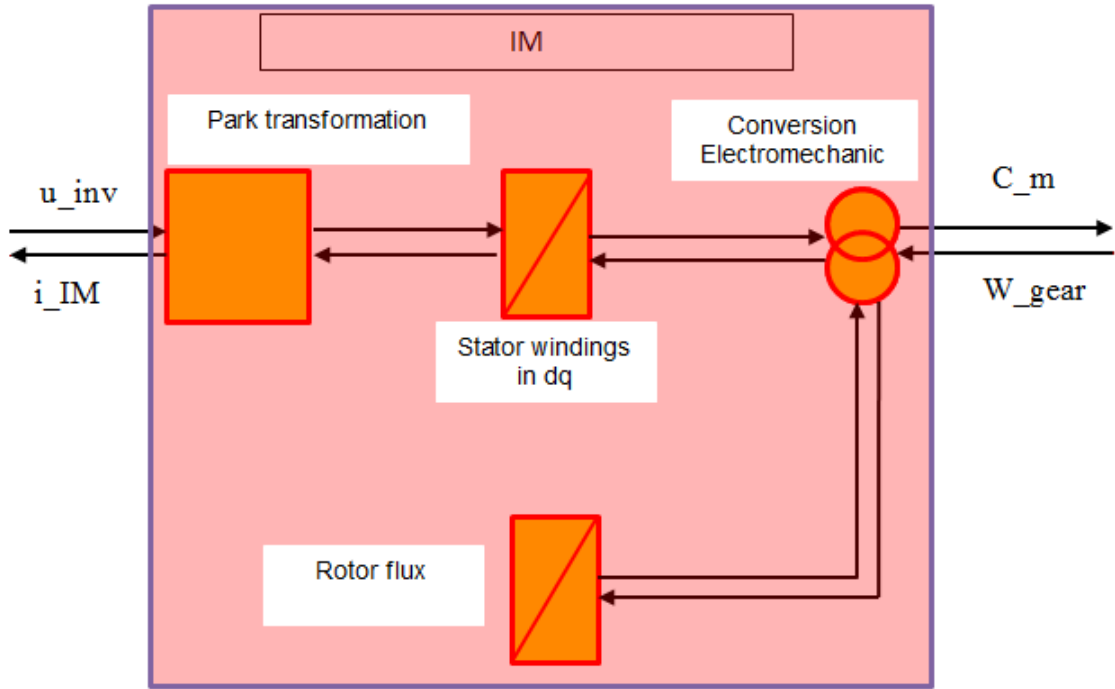 IM
Park transformation
Conversion
Electromechanic
u_inv
C_m
i_IM
W_gear
Stator windings
in dq
Rotor flux